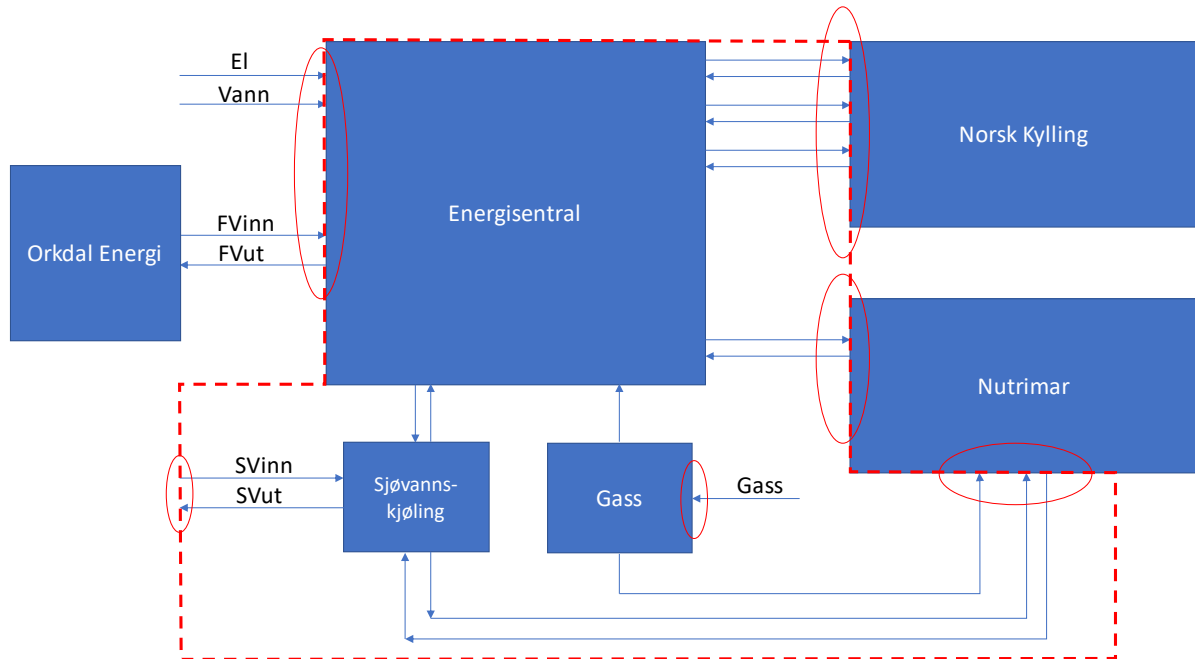 El
Vann
Norsk Kylling
Energisentral
FVinn
Orkdal Energi
FVut
Nutrimar
SVinn
SVut
Sjøvanns-
kjøling
Gass
Gass